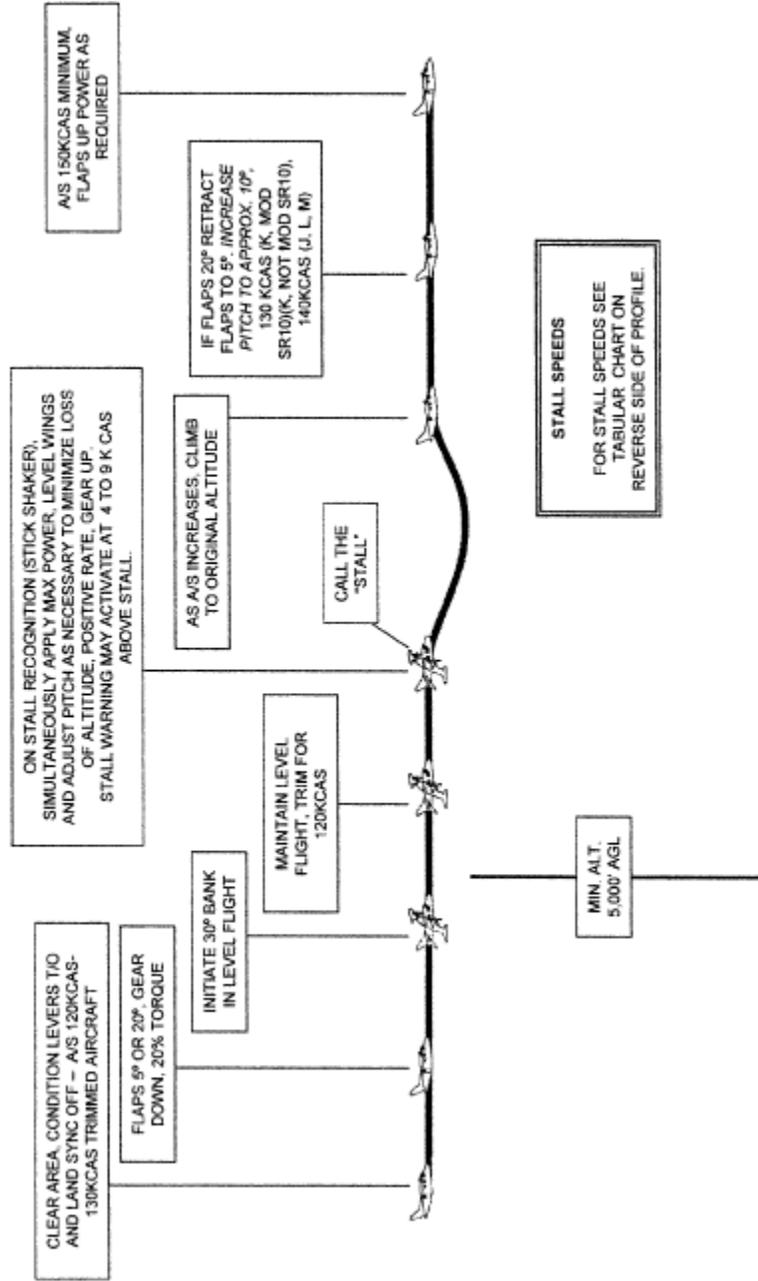 CLEAR AREA, CONDITION LEVERS T/O
AND LAND SYNC OFF – A/S 120KCAS-
130KCAS TRIMMED AIRCRAFT
FLAPS 5º OR 20º, GEAR
DOWN, 20% TORQUE
INITIATE 30º BANK
IN LEVEL FLIGHT
MAINTAIN LEVEL
FLIGHT, TRIM FOR
120KCAS
ON STALL RECOGNITION (STICK SHAKER),
SIMULTANEOUSLY APPLY MAX POWER, LEVEL WINGS
AND ADJUST PITCH AS NECESSARY TO MINIMIZE LOSS
OF ALTITUDE, POSITIVE RATE, GEAR UP.
STALL WARNING MAY ACTIVATE AT 4 TO 9 K CAS
ABOVE STALL.
CALL THE
"STALL"
AS A/S INCREASES, CLIMB
TO ORIGINAL ALTITUDE
IF FLAPS 20º RETRACT
FLAPS TO 5º. INCREASE
PITCH TO APPROX. 10º,
130 KCAS (K, MOD
SR10)(K, NOT MOD SR10),
140KCAS (J, L, M)
A/S 150KCAS MINIMUM,
FLAPS UP POWER AS
REQUIRED
MIN. ALT.
5,000' AGL
STALL SPEEDS
FOR STALL SPEEDS SEE
TABULAR CHART ON
REVERSE SIDE OF PROFILE.